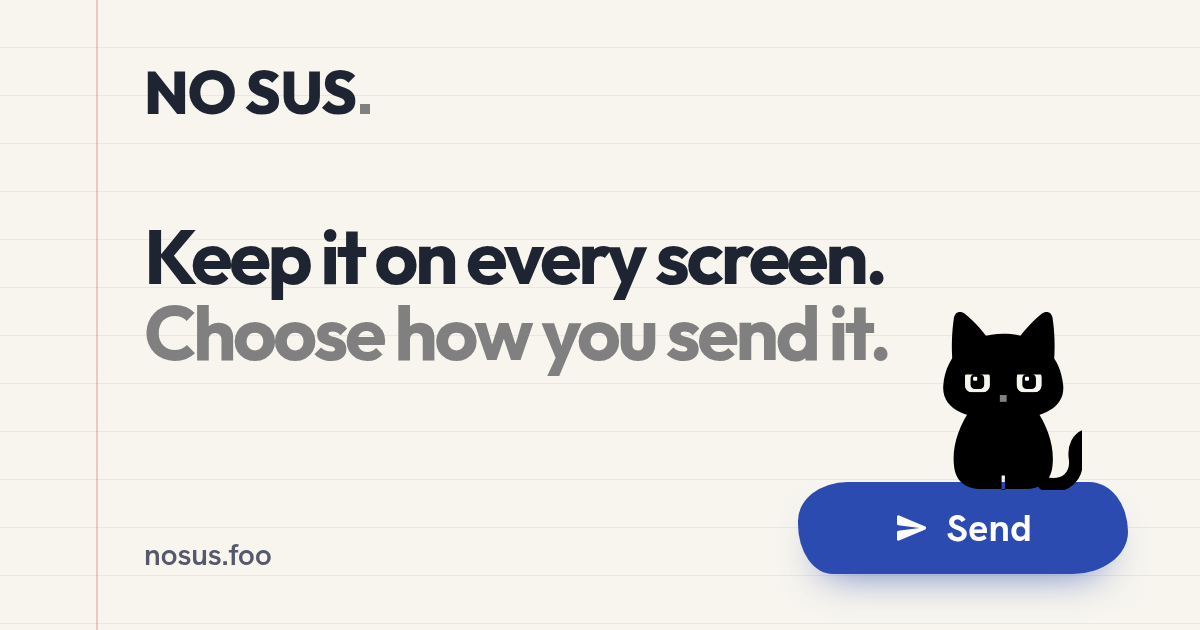 NO SUS.
Keep it on every screen.
Choose how you send it.
Send
nosus.foo